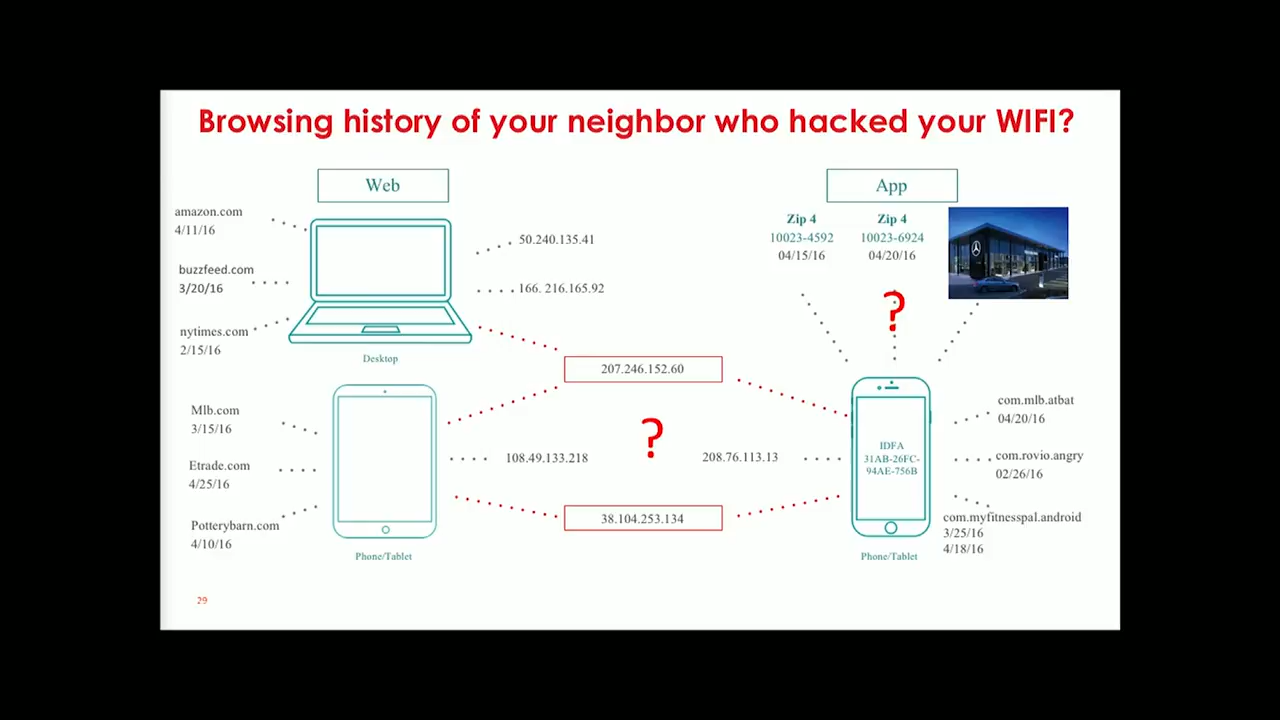 Browsing history of your neighbor who hacked your WIFI?
Web
App
amazon.com
4/11/16
buzzfeed.com
3/20/16
nytimes.com
2/15/16
50.240.135.41
166. 216.165.92
Desktop
Zip 4
10023-4592
04/15/16
Zip 4
10023-6924
04/20/16
?
207.246.152.60
Mlb.com
3/15/16
Etrade.com
4/25/16
Potterybarn.com
4/10/16
Phone/Tablet
108.49.133.218
?
208.76.113.13
38.104.253.134
IDFA
31AB-26FC-
94AE-756B
Phone/Tablet
com.mlb.atbat
04/20/16
com.rovio.angry
02/26/16
com.myfitnesspal.android
3/25/16
4/18/16
29